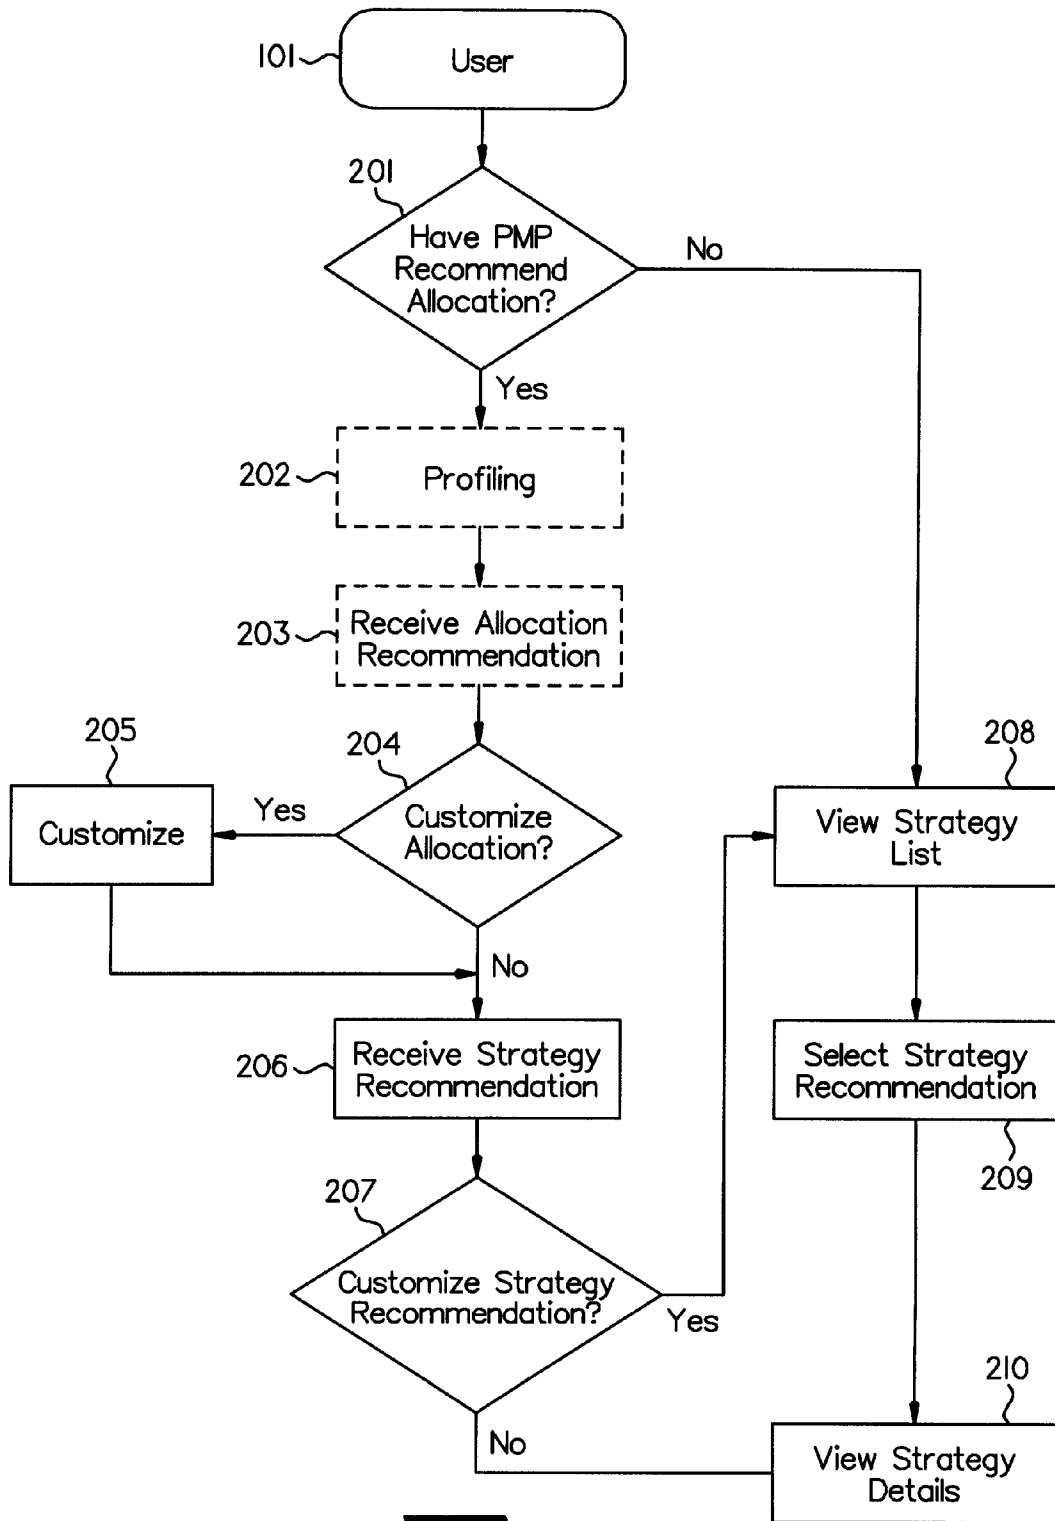 101
User
201
Have PMP
Recommend
Allocation?
No
Yes
202
Profiling
203
Receive Allocation
Recommendation
205
204
208
Customize
Yes
Customize
Allocation?
View Strategy
List
No
206
Receive Strategy
Recommendation
Select Strategy
Recommendation
209
207
Customize Strategy
Recommendation?
Yes
210
No
View Strategy
Details